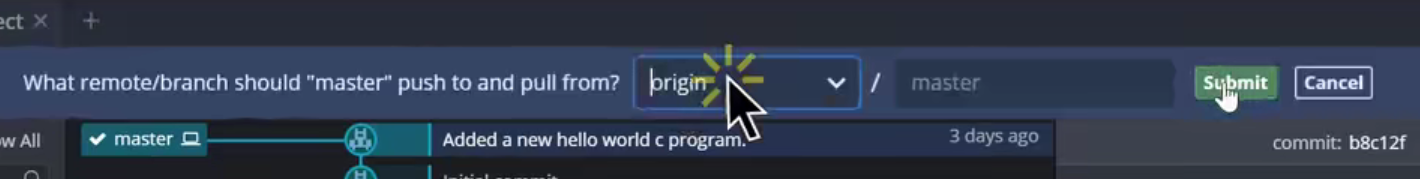 ect
What remote/branch should "master" push to and pull from? origin / master Submit Cancel
ow All master Added a new hello world c program. 3 days ago commit: b8c12f
Initial commit